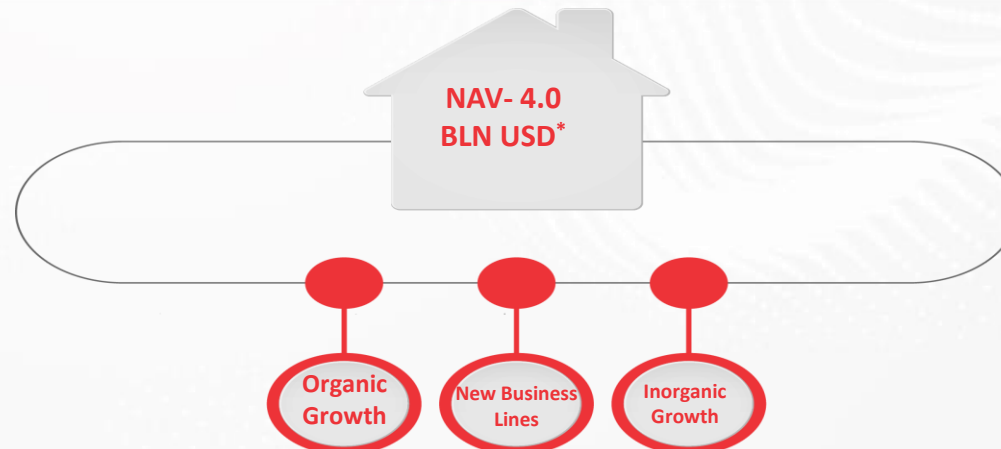 NAV- 4.0
BLN USD*
Organic
Growth
New Business
Lines
Inorganic
Growth